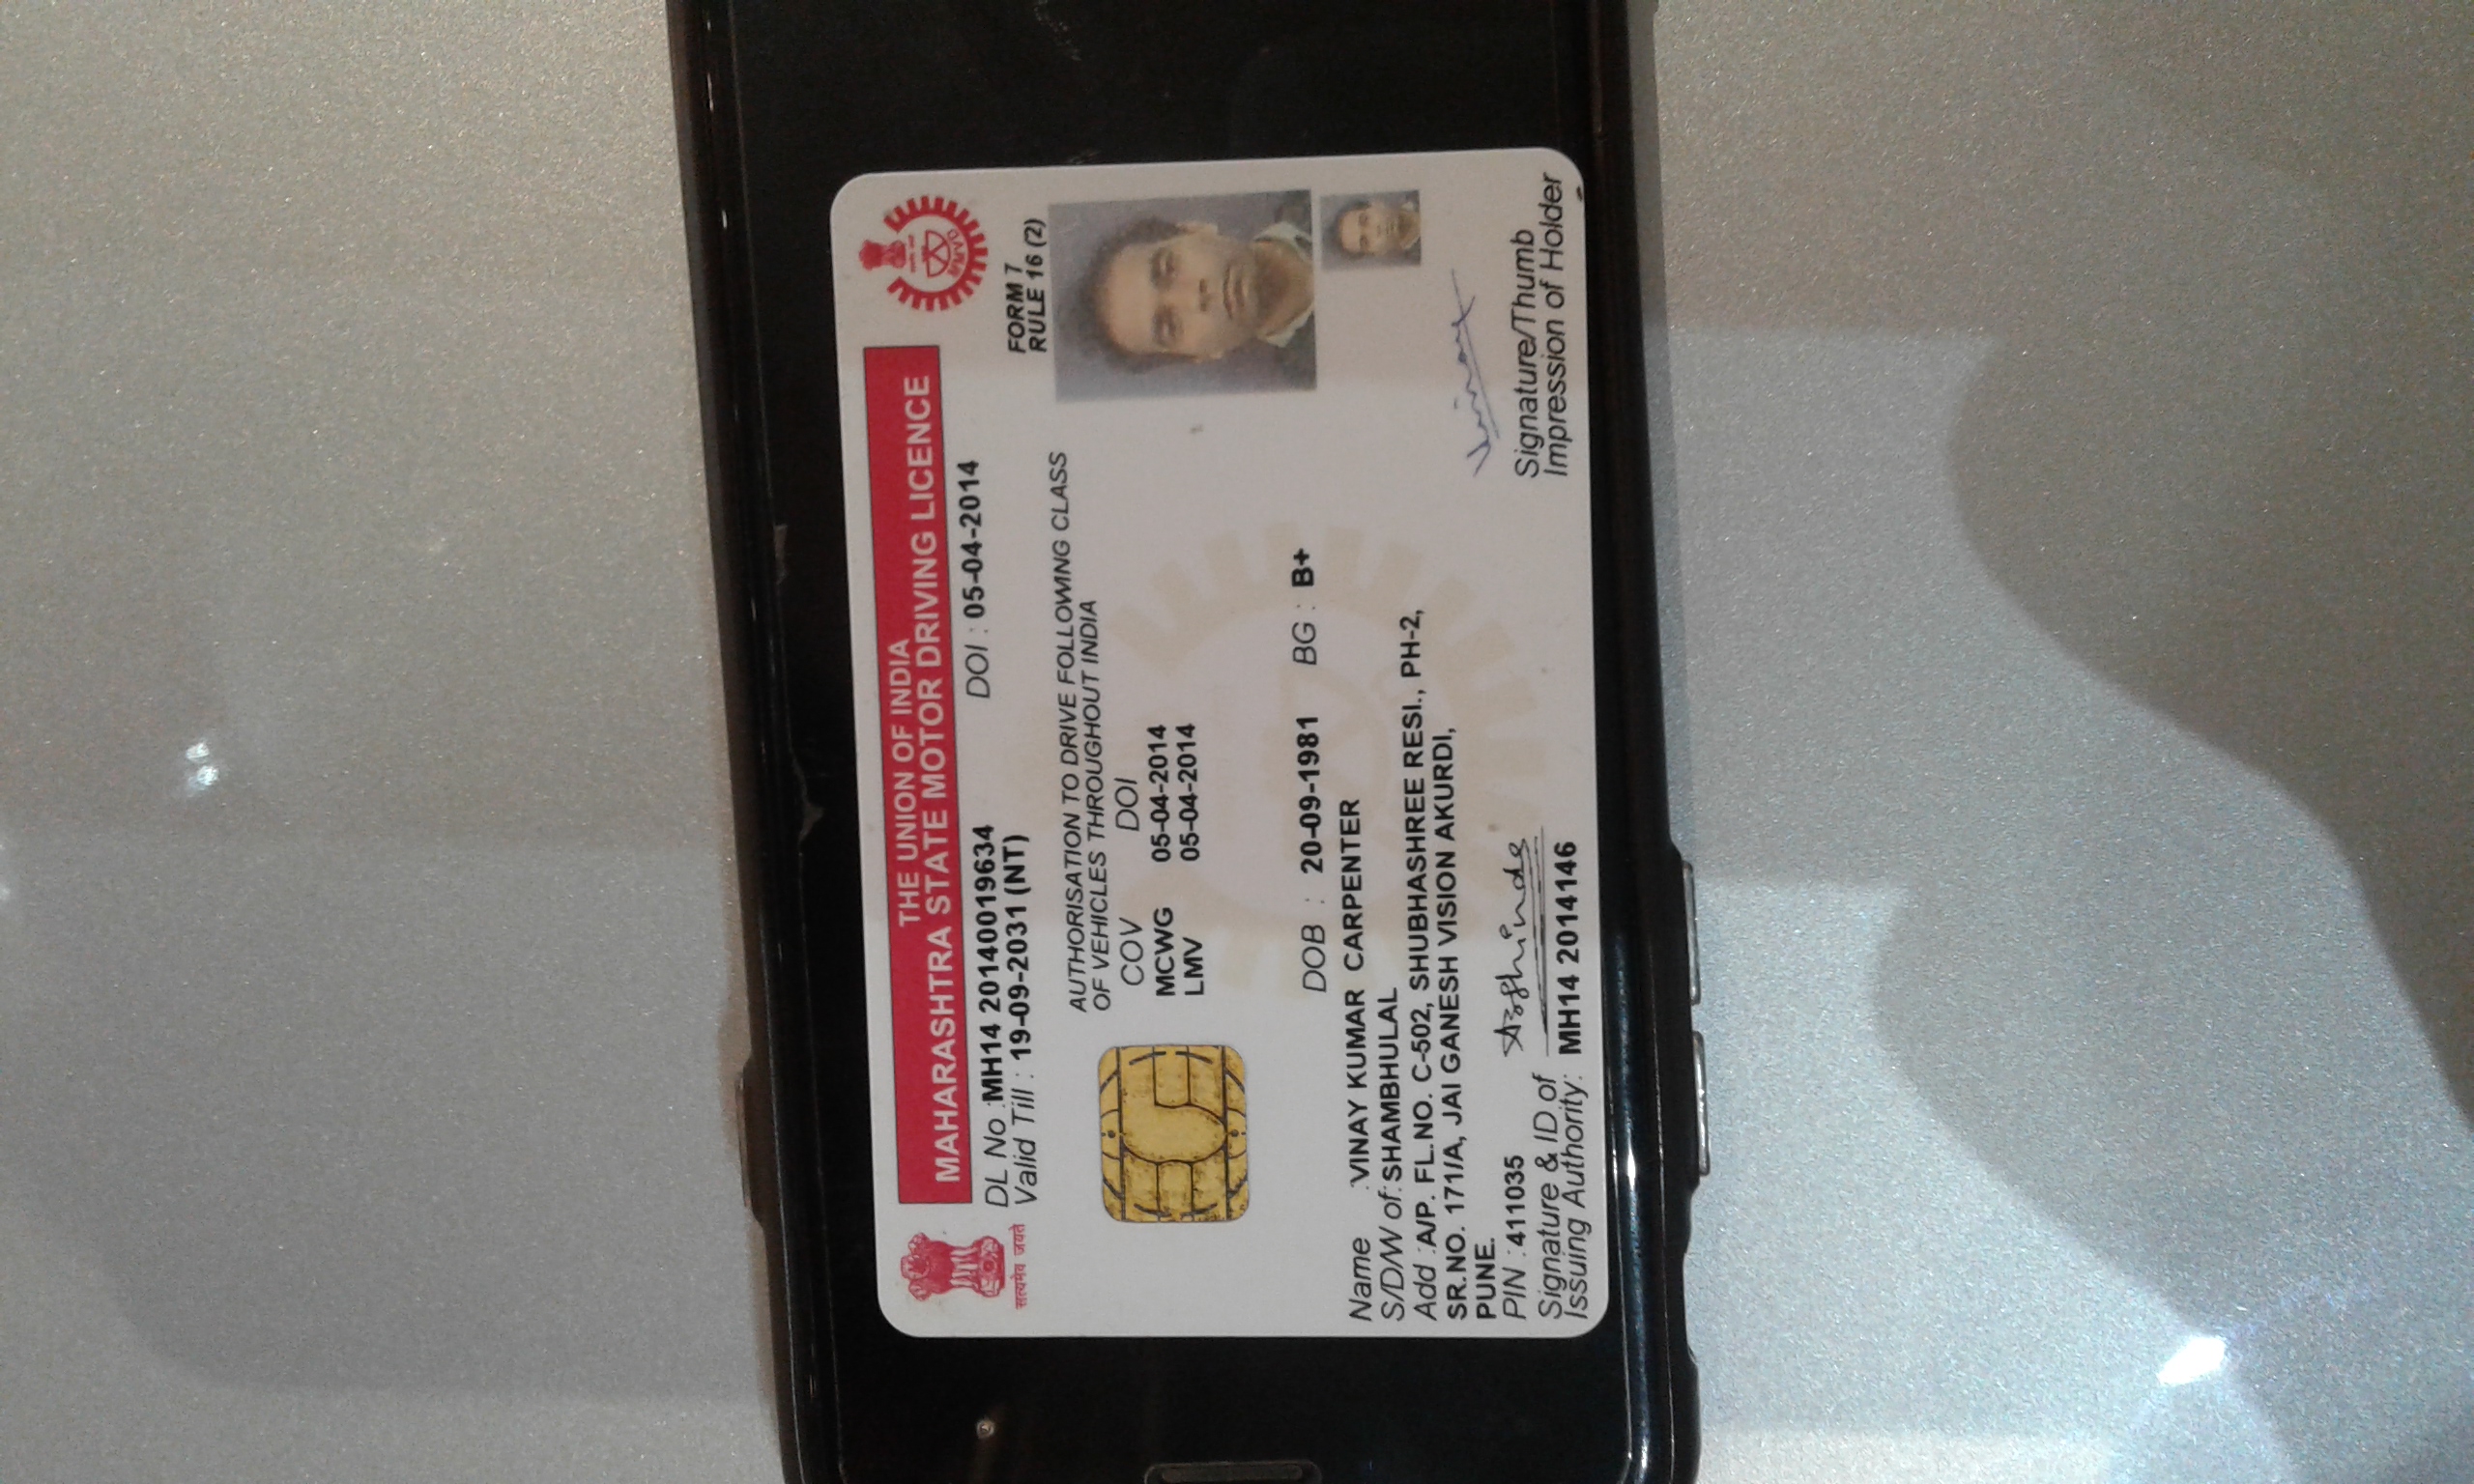 THE UNION OF INDIA
MAHARASHTRA STATE MOTOR DRIVING LICENCE
सत्यमेव जयते
MMVD
DL No :MH14 20140019634 DOI : 05-04-2014
Valid Till : 19-09-2031 (NT)
FORM 7
RULE 16 (2)
AUTHORISATION TO DRIVE FOLLOWING CLASS
OF VEHICLES THROUGHOUT INDIA
COV DOI
MCWG 05-04-2014
LMV 05-04-2014
DOB : 20-09-1981 BG : B+
Name :VINAY KUMAR CARPENTER
S/D/W of: SHAMBHULAL
Add :A/P. FL.NO. C-502, SHUBHASHREE RESI., PH-2,
SR.NO. 171/A, JAI GANESH VISION AKURDI,
PUNE.
PIN :411035
Signature & ID of
Issuing Authority: MH14 2014146
Vinay
Signature/Thumb
Impression of Holder